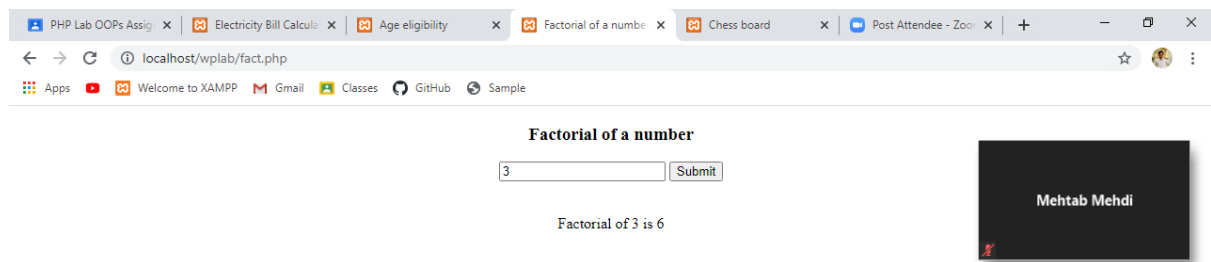 PHP Lab OOPs Assig
Electricity Bill Calcula
Age eligibility
Factorial of a numbe
Chess board
Post Attendee - Zoo
localhost/wplab/fact.php
Apps
Welcome to XAMPP
Gmail
Classes
GitHub
Sample
Factorial of a number
3 Submit
Mehtab Mehdi
Factorial of 3 is 6